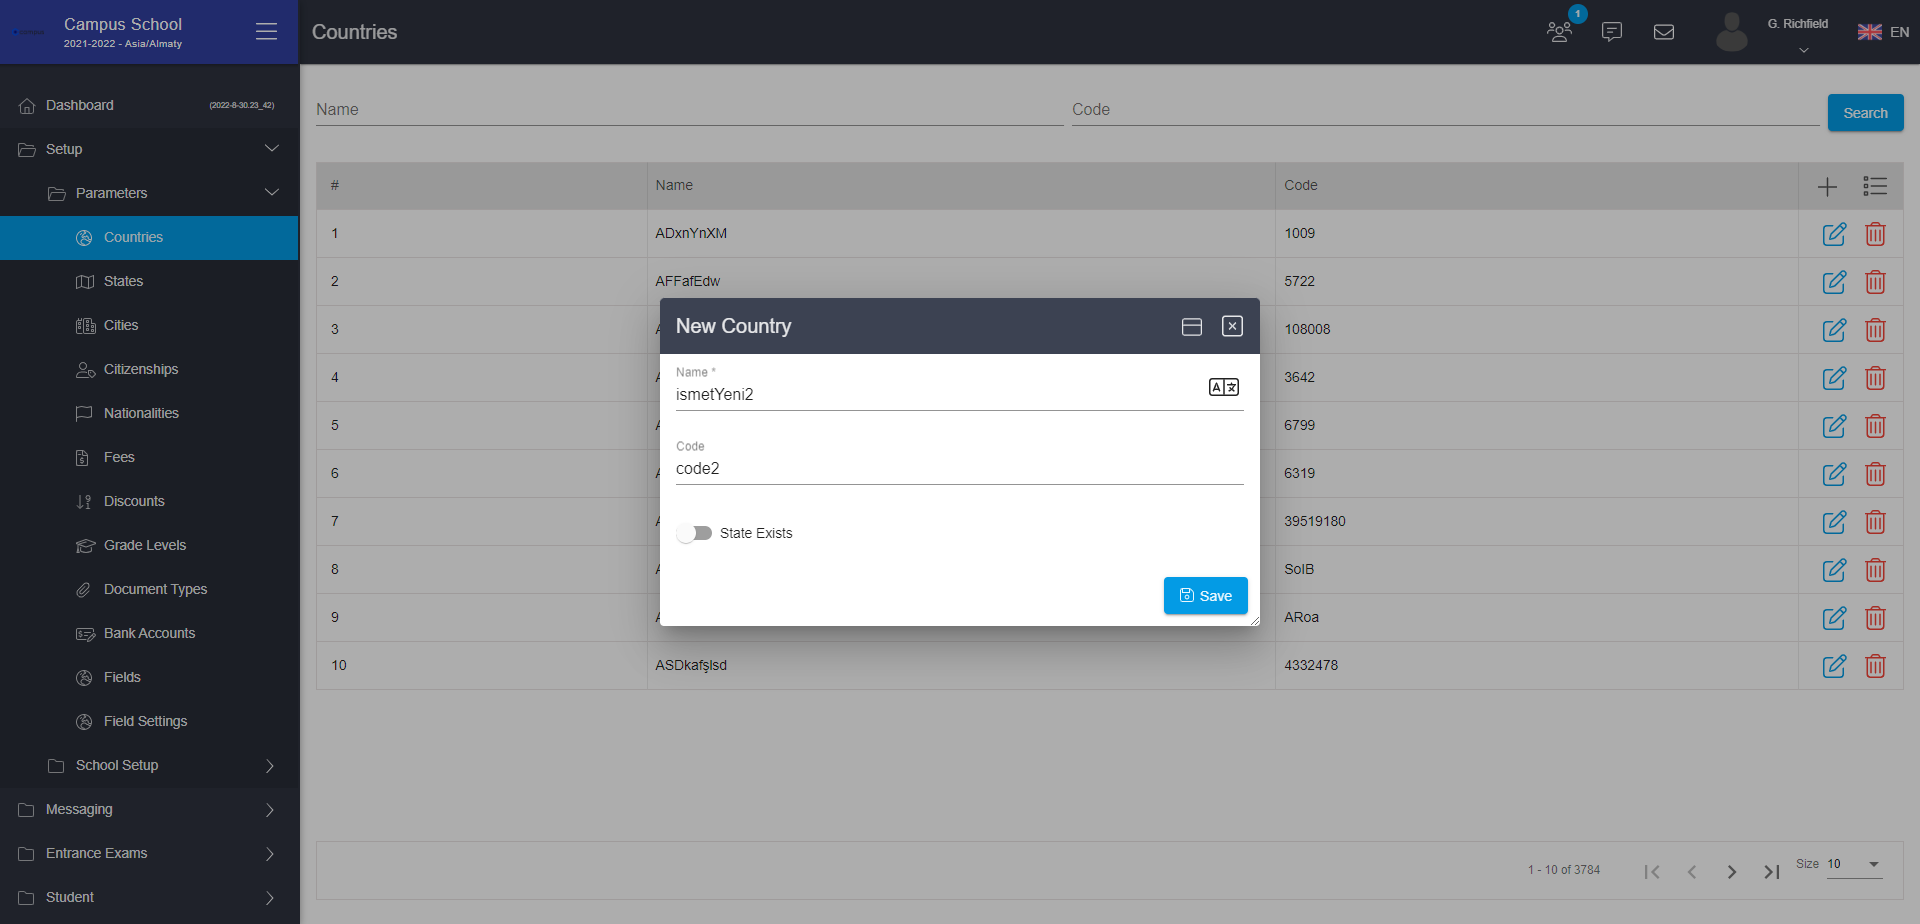 Campus School
2021-2022 - Asia/Almaty
Countries
1
G. Richfield
EN
Dashboard
(2022-8-30.23_42)
Setup
Parameters
Countries
States
Cities
Citizenships
Nationalities
Fees
Discounts
Grade Levels
Document Types
Bank Accounts
Fields
Field Settings
School Setup
Messaging
Entrance Exams
Student
Name
Code
Search
# Name Code
1 ADxnYnXM 1009
2 AFFafEdw 5722
3 108008
4 3642
5 6799
6 6319
7 39519180
8 SolB
9 ARoa
10 ASDkafşlsd 4332478
New Country
Name *
ismetYeni2
Code
code2
State Exists
Save
1 - 10 of 3784
Size 10